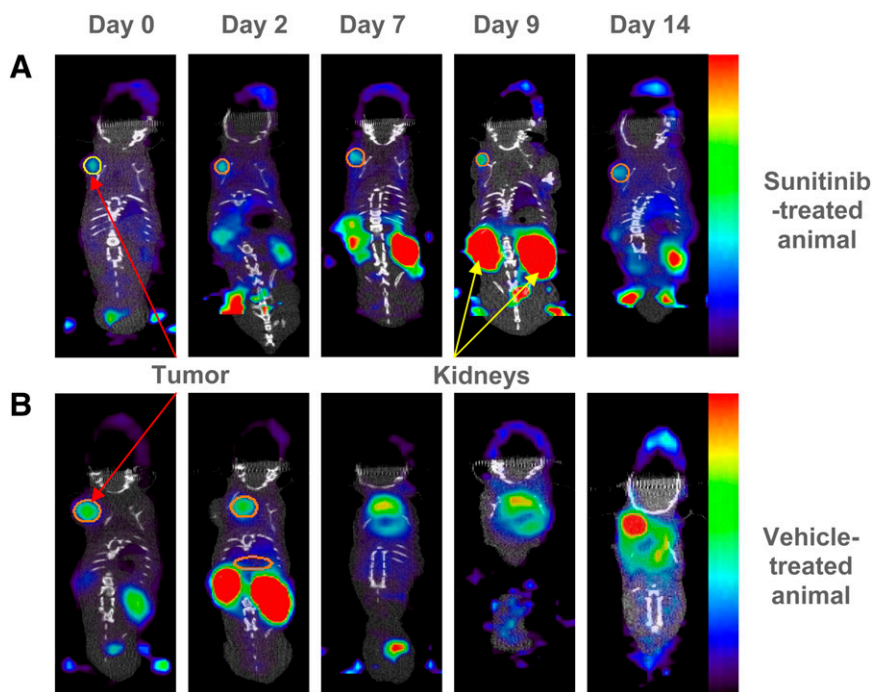 Day 0 Day 2 Day 7 Day 9 Day 14
A
Sunitinib
-treated
animal
Tumor Kidneys
B
Vehicle-
treated
animal